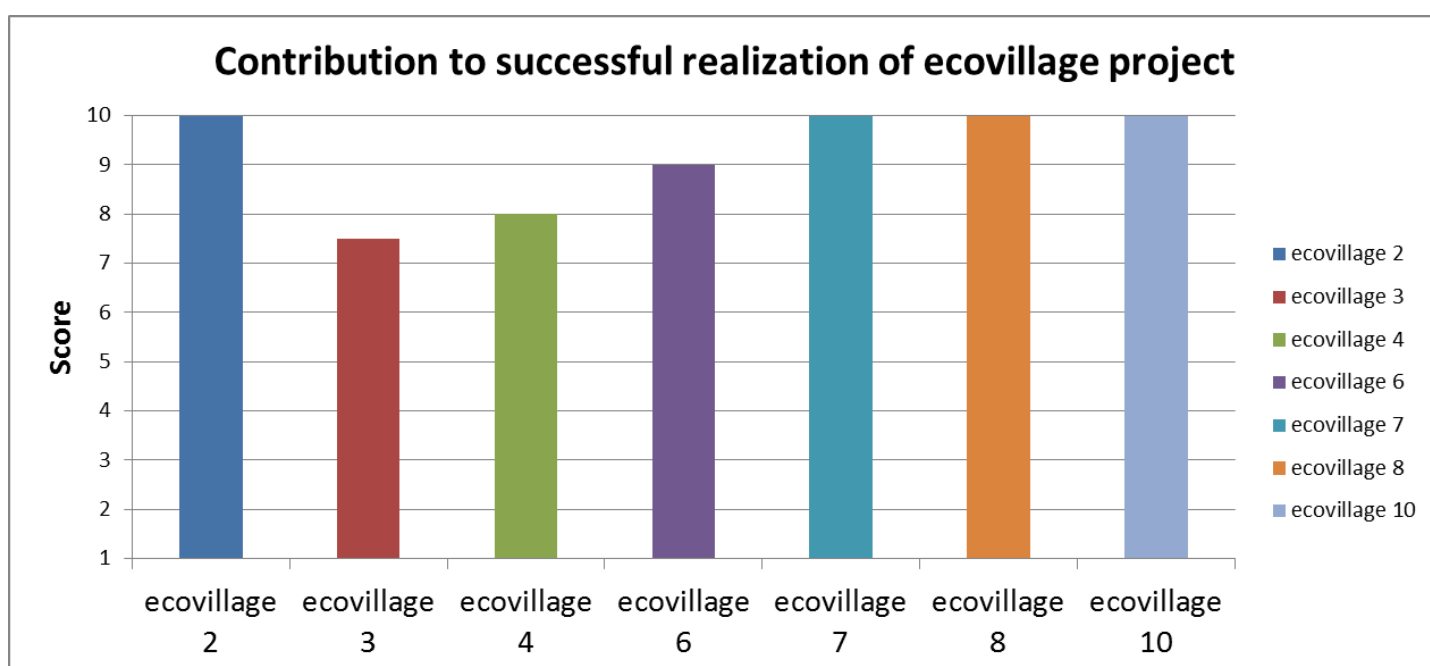 Contribution to successful realization of ecovillage project
10
9
8
7
6
5
4
3
2
1
Score
ecovillage
2
ecovillage
3
ecovillage
4
ecovillage
6
ecovillage
7
ecovillage
8
ecovillage
10
ecovillage 2
ecovillage 3
ecovillage 4
ecovillage 6
ecovillage 7
ecovillage 8
ecovillage 10